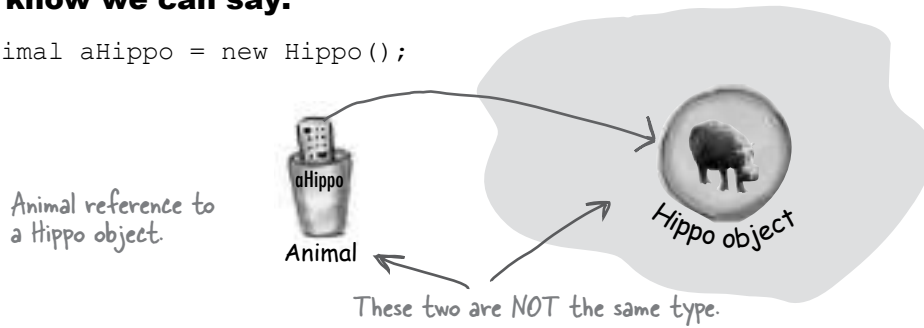 know we can say:
imal aHippo = new Hippo();
aHippo
Animal reference to
a Hippo object.
Animal
Hippo object
These two are NOT the same type.